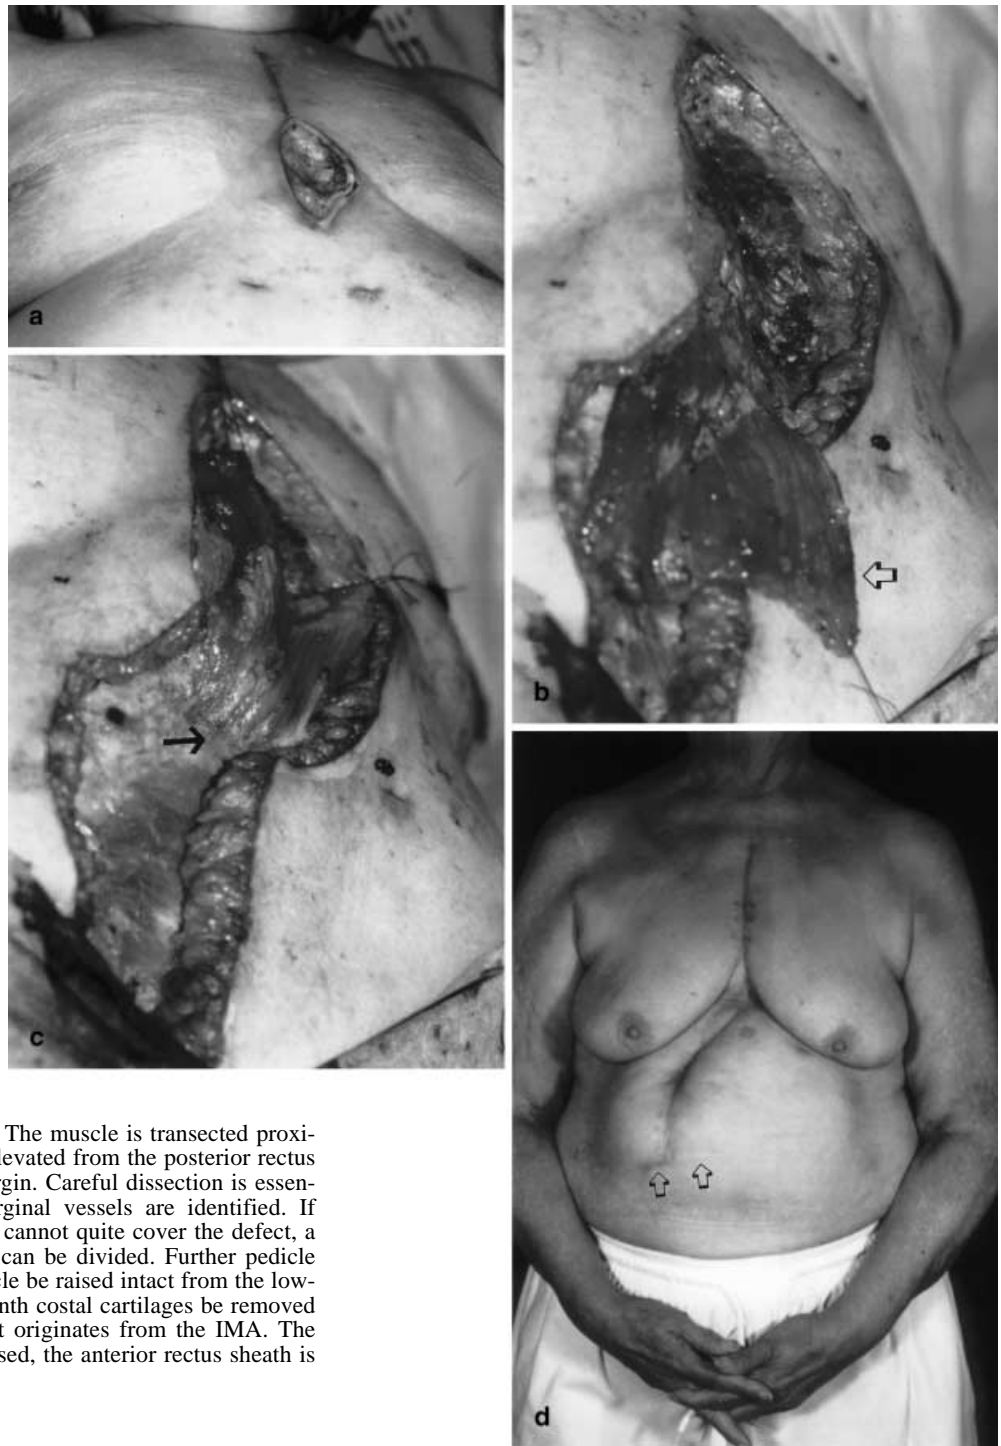 a
b
c
d
The muscle is transected proxi-
levated from the posterior rectus
rgin. Careful dissection is essen-
rginal vessels are identified. If
cannot quite cover the defect, a
can be divided. Further pedicle
cle be raised intact from the low-
nth costal cartilages be removed
t originates from the IMA. The
sed, the anterior rectus sheath is